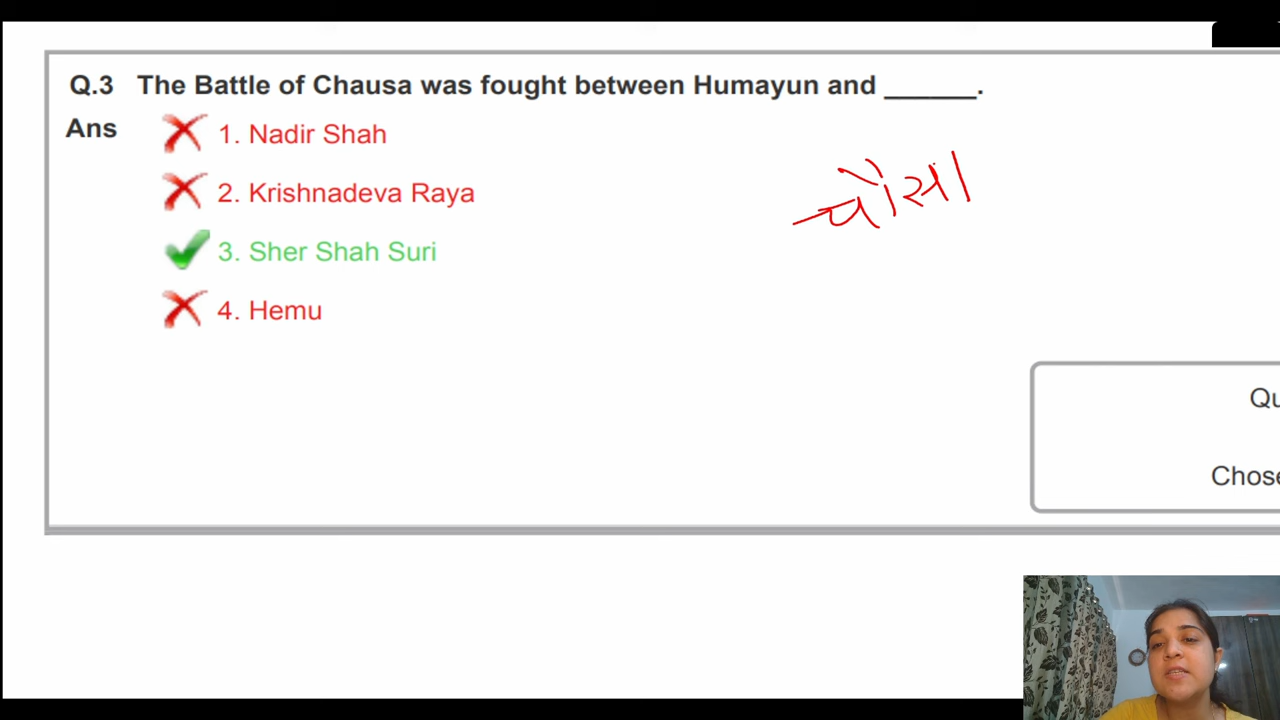 Q.3 The Battle of Chausa was fought between Humayun and ______.
Ans
1. Nadir Shah
2. Krishnadeva Raya
3. Sher Shah Suri
4. Hemu
चौसा
Qu
Chose